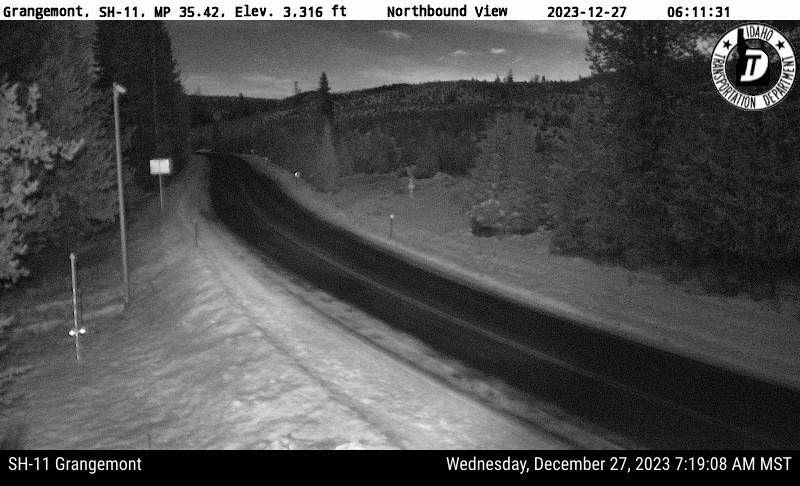 Grangemont, SH-11, MP 35.42, Elev. 3,316 ft Northbound View 2023-12-27 06:11:31
IDAHO
TRANSPORTATION DEPARTMENT
SH-11 Grangemont Wednesday, December 27, 2023 7:19:08 AM MST